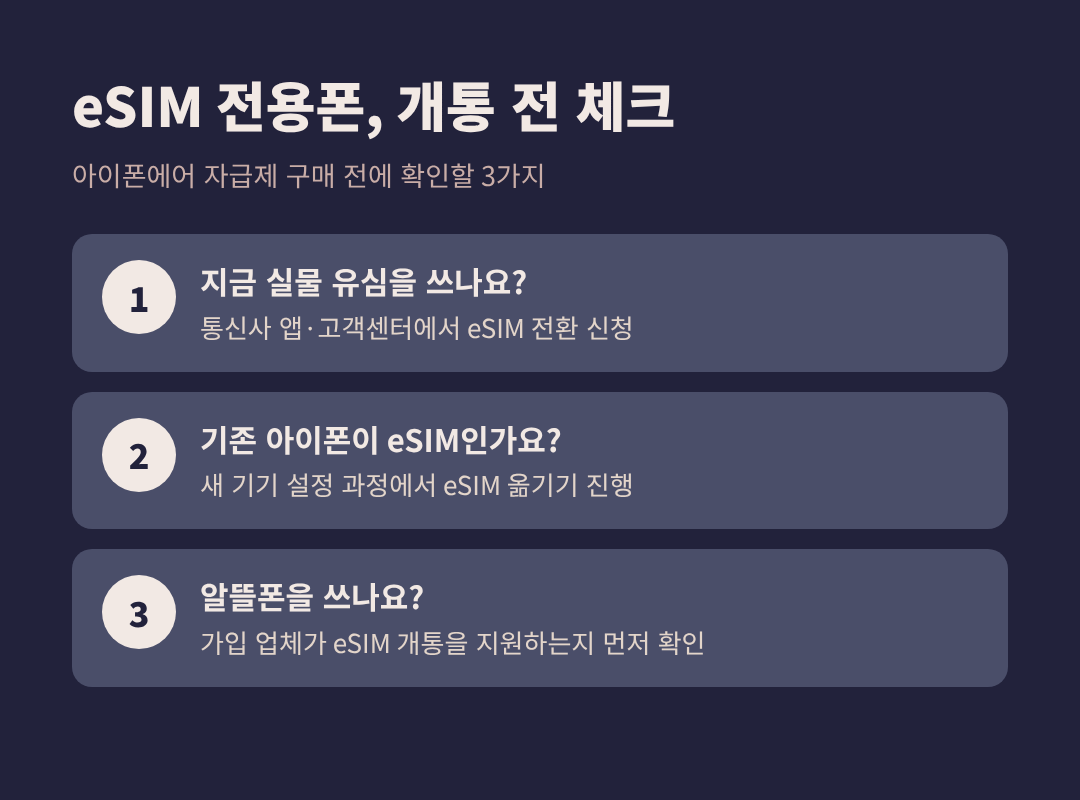 eSIM 전용폰, 개통 전 체크
아이폰에어 자급제 구매 전에 확인할 3가지
1
지금 실물 유심을 쓰나요?
통신사 앱·고객센터에서 eSIM 전환 신청
2
기존 아이폰이 eSIM인가요?
새 기기 설정 과정에서 eSIM 옮기기 진행
3
알뜰폰을 쓰나요?
가입 업체가 eSIM 개통을 지원하는지 먼저 확인